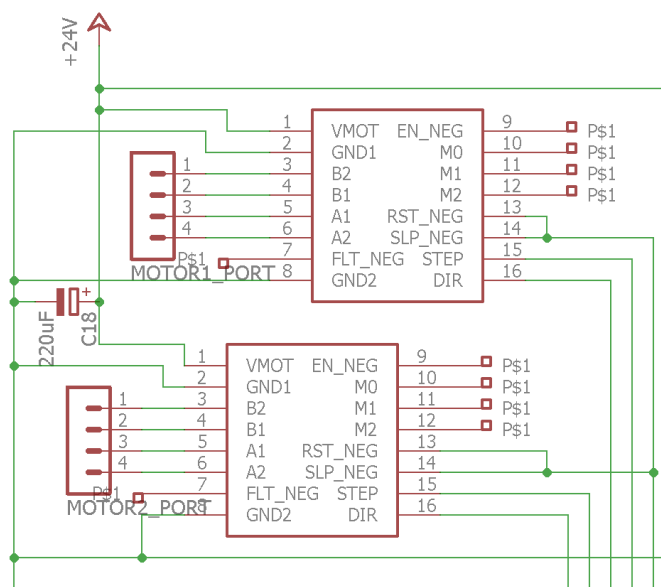 +24V
1 VMOT EN_NEG 9 P$1
2 GND1 M0 10 P$1
1 3 B2 M1 11 P$1
2 4 B1 M2 12 P$1
3 5 A1 RST_NEG 13
4 6 A2 SLP_NEG 14
P$1 7 FLT_NEG STEP 15
MOTOR1_PORT 8 GND2 DIR 16
+
220uF C18
1 VMOT EN_NEG 9 P$1
2 GND1 M0 10 P$1
1 3 B2 M1 11 P$1
2 4 B1 M2 12 P$1
3 5 A1 RST_NEG 13
4 6 A2 SLP_NEG 14
P$1 7 FLT_NEG STEP 15
MOTOR2_PORT 8 GND2 DIR 16